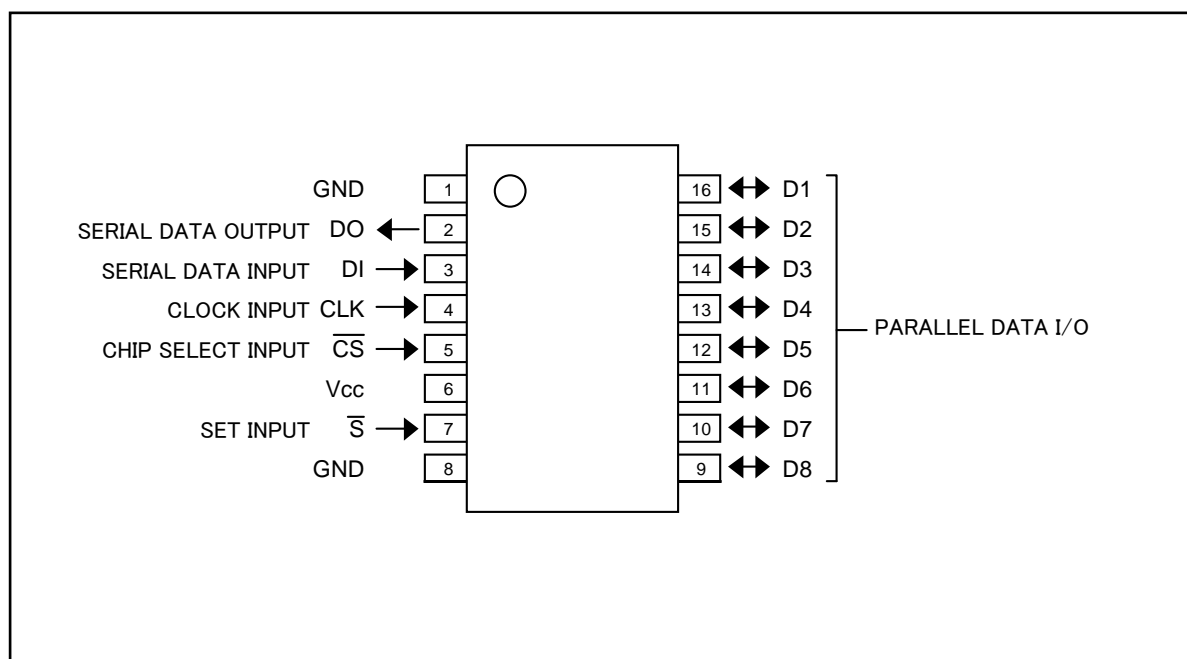 GND 1 16 D1
SERIAL DATA OUTPUT DO 2 15 D2
SERIAL DATA INPUT DI 3 14 D3
CLOCK INPUT CLK 4 13 D4
CHIP SELECT INPUT C̅S̅ 5 12 D5
Vcc 6 11 D6
SET INPUT S̅ 7 10 D7
GND 8 9 D8
PARALLEL DATA I/O